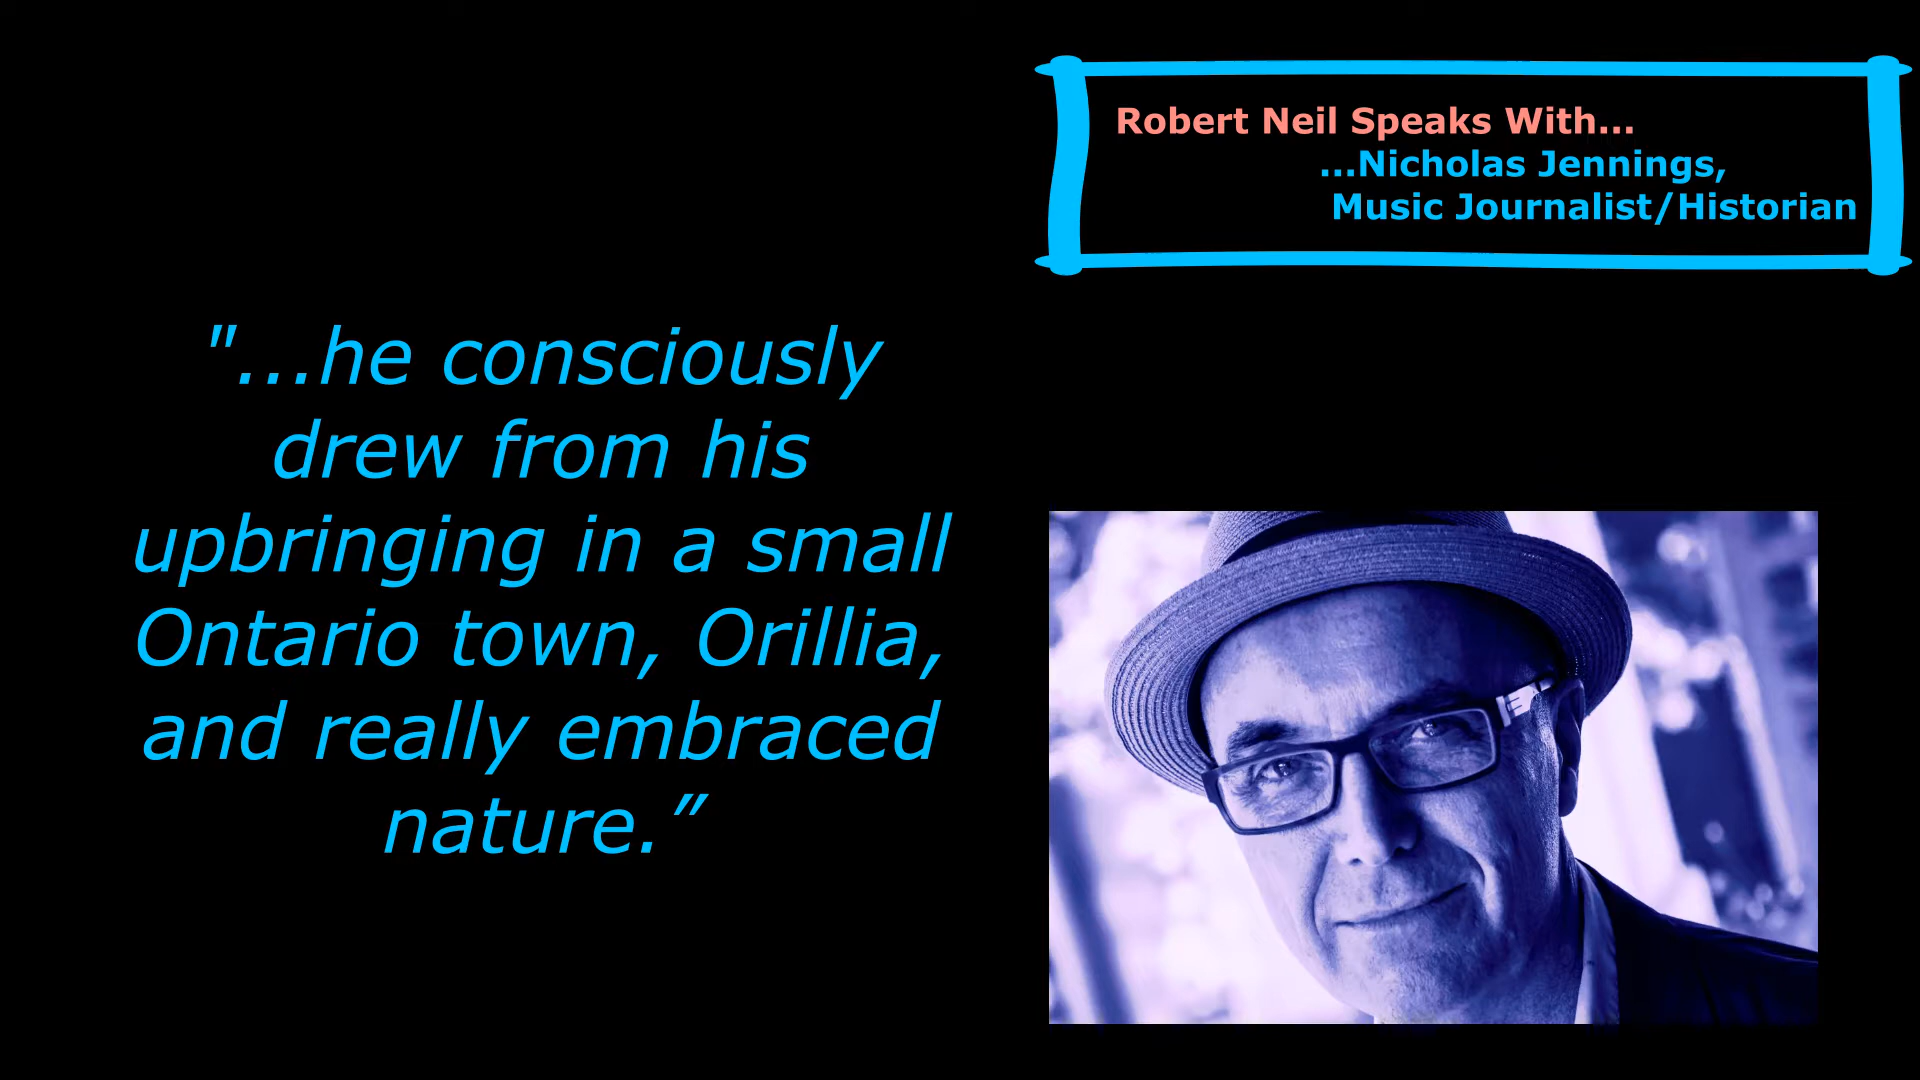 Robert Neil Speaks With...
...Nicholas Jennings,
Music Journalist/Historian
"...he consciously
drew from his
upbringing in a small
Ontario town, Orillia,
and really embraced
nature.”